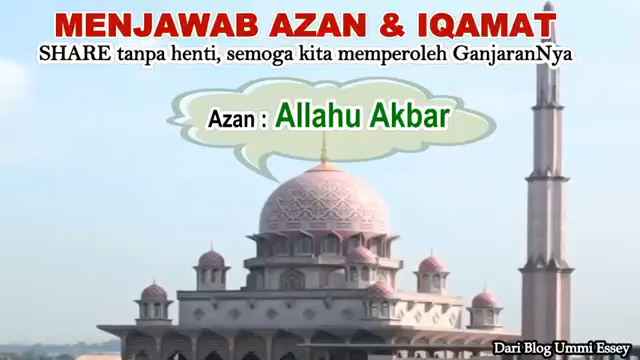 MENJAWAB AZAN & IQAMAT
SHARE tanpa henti, semoga kita memperoleh GanjaranNya
Azan : Allahu Akbar
Dari Blog Ummi Essey